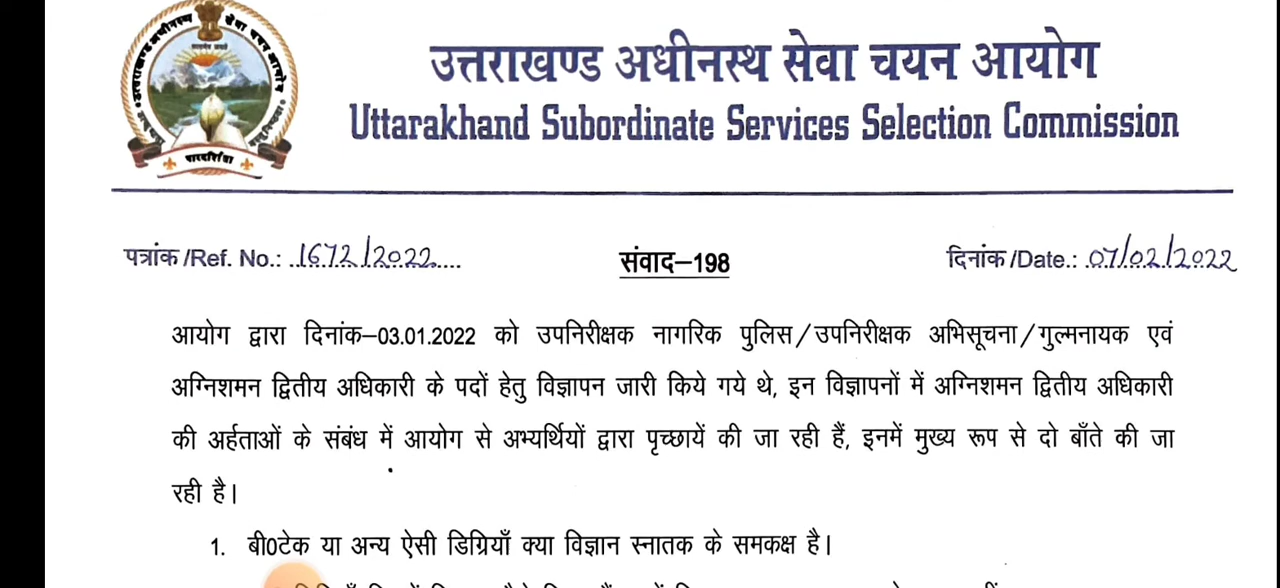 उत्तराखण्ड अधीनस्थ सेवा चयन आयोग
Uttarakhand Subordinate Services Selection Commission
पारदर्शिता
पत्रांक /Ref. No.: ..1672/2022....
संवाद–198
दिनांक /Date.: .07/02/2022
आयोग द्वारा दिनांक–03.01.2022 को उपनिरीक्षक नागरिक पुलिस/उपनिरीक्षक अभिसूचना/गुल्मनायक एवं
अग्निशमन द्वितीय अधिकारी के पदों हेतु विज्ञापन जारी किये गये थे, इन विज्ञापनों में अग्निशमन द्वितीय अधिकारी
की अर्हताओं के संबंध में आयोग से अभ्यर्थियों द्वारा पृच्छायें की जा रही हैं, इनमें मुख्य रूप से दो बाँते की जा
रही है।
1. बी0टेक या अन्य ऐसी डिग्रियाँ क्या विज्ञान स्नातक के समकक्ष है।